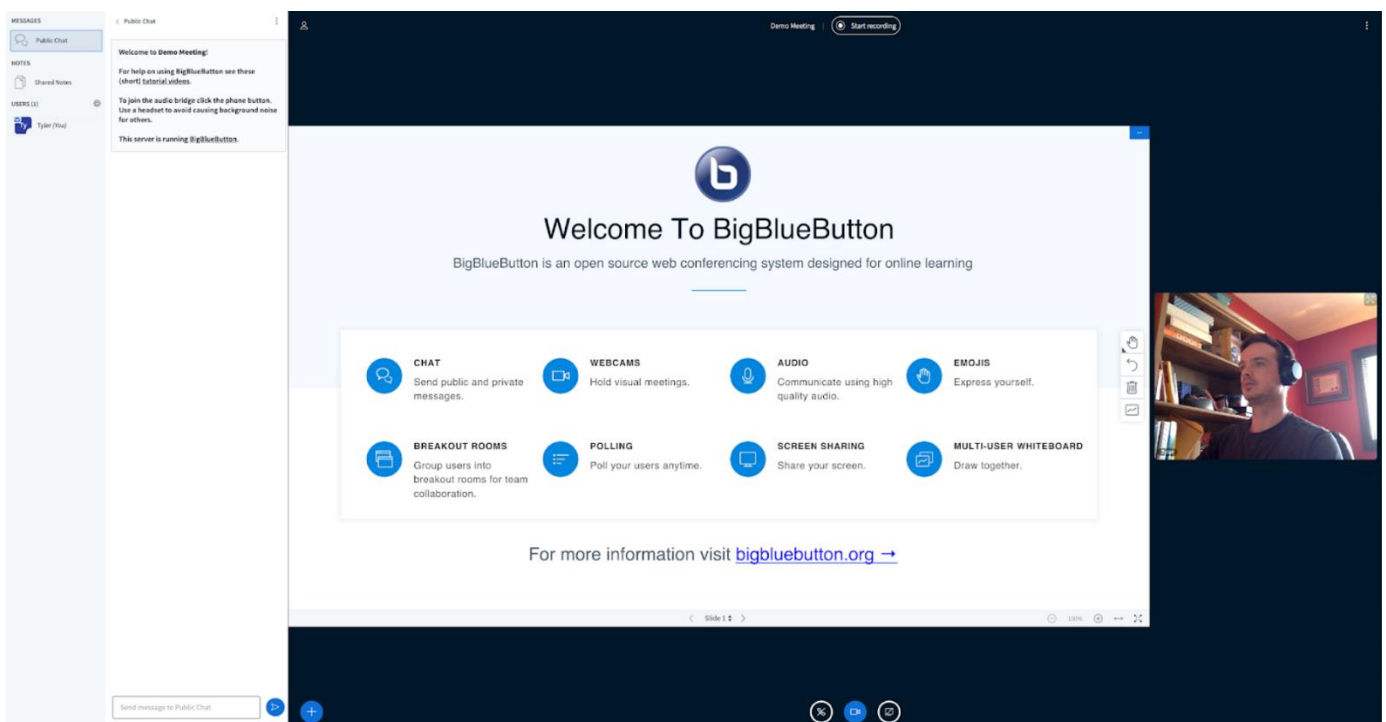 MESSAGES
Public Chat
NOTES
Shared Notes
USERS (1)
Ty
Tyler (You)
Public Chat
Welcome to Demo Meeting!
For help on using BigBlueButton see these
(short) tutorial videos.
To join the audio bridge click the phone button.
Use a headset to avoid causing background noise
for others.
This server is running BigBlueButton.
Send message to Public Chat
Demo Meeting
Start recording
b
Welcome To BigBlueButton
BigBlueButton is an open source web conferencing system designed for online learning
CHAT
Send public and private
messages.
WEBCAMS
Hold visual meetings.
AUDIO
Communicate using high
quality audio.
EMOJIS
Express yourself.
BREAKOUT ROOMS
Group users into
breakout rooms for team
collaboration.
POLLING
Poll your users anytime.
SCREEN SHARING
Share your screen.
MULTI-USER WHITEBOARD
Draw together.
For more information visit bigbluebutton.org →
Slide 1
100%